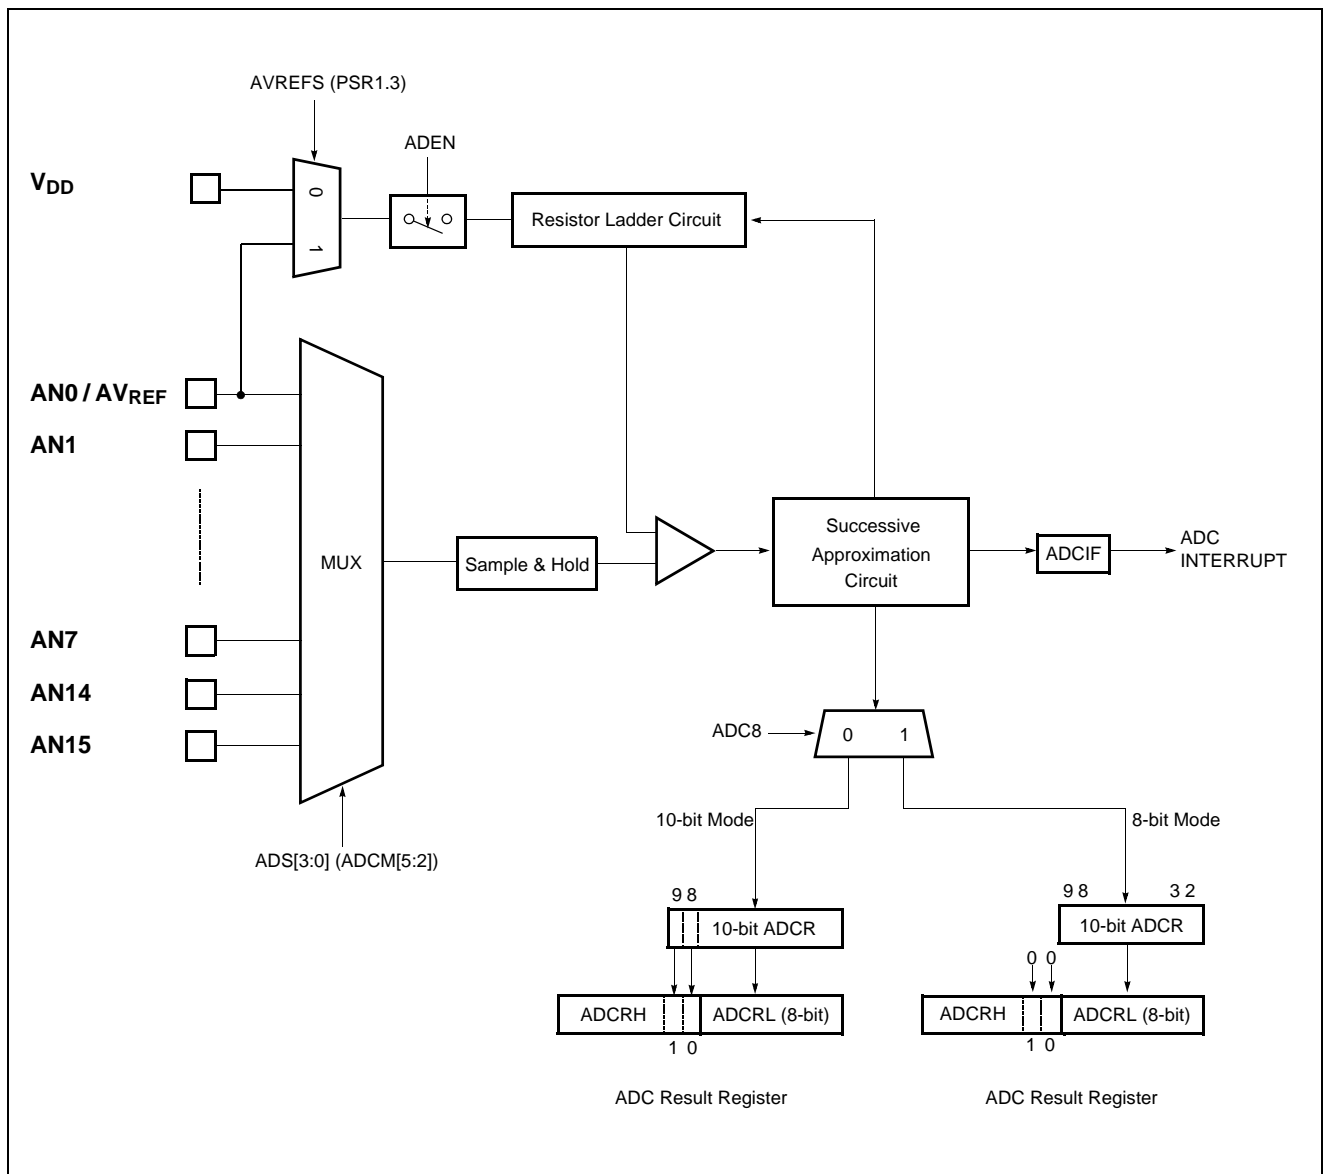 AVREFS (PSR1.3)
ADEN
VDD
0
1
Resistor Ladder Circuit
AN0 / AVREF
AN1
Successive
Approximation
Circuit
ADCIF
ADC
INTERRUPT
MUX
Sample & Hold
AN7
AN14
AN15
ADC8
0 1
10-bit Mode
8-bit Mode
ADS[3:0] (ADCM[5:2])
9 8
10-bit ADCR
9 8 3 2
10-bit ADCR
0 0
ADCRH
ADCRL (8-bit)
1 0
ADCRH
ADCRL (8-bit)
1 0
ADC Result Register
ADC Result Register